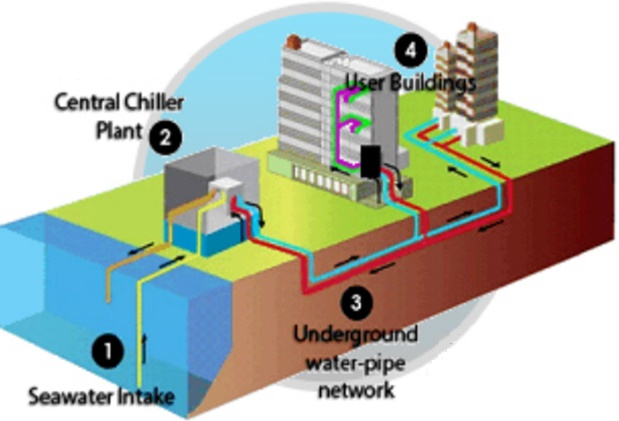 4
User Buildings
Central Chiller
Plant 2
3
Underground
water-pipe
network
1
Seawater Intake